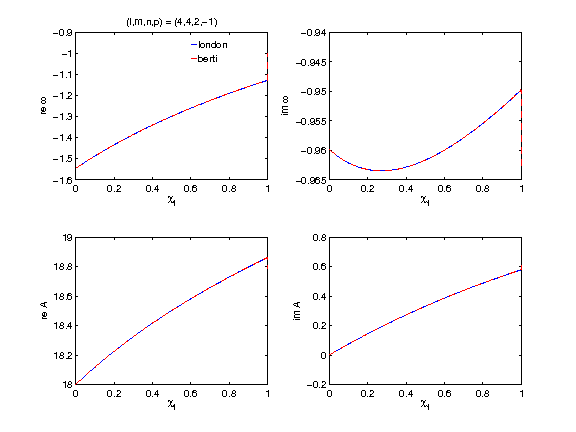 (l,m,n,p) = (4,4,2,−1)
london
berti
−0.9
−1
−1.1
−1.2
−1.3
−1.4
−1.5
−1.6
re ω
0 0.2 0.4 0.6 0.8 1
χf
−0.94
−0.945
−0.95
−0.955
−0.96
−0.965
im ω
0 0.2 0.4 0.6 0.8 1
χf
19
18.8
18.6
18.4
18.2
18
re A
0 0.2 0.4 0.6 0.8 1
χf
0.8
0.6
0.4
0.2
0
−0.2
im A
0 0.2 0.4 0.6 0.8 1
χf